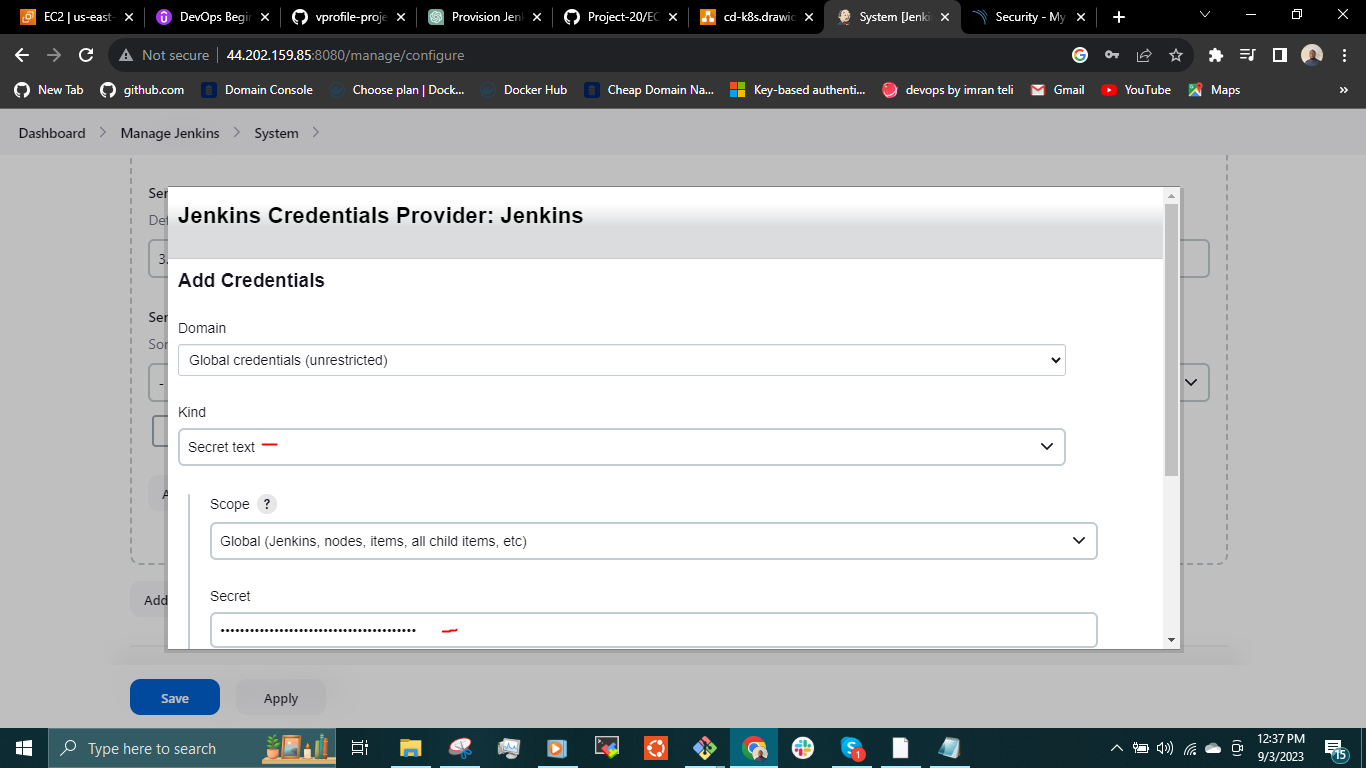 EC2 | us-east-
DevOps Begi
vprofile-proje
Provision Jen
Project-20/EC
cd-k8s.drawio
System [Jenki
Security - My
Not secure
44.202.159.85:8080/manage/configure
New Tab
github.com
Domain Console
Choose plan | Dock...
Docker Hub
Cheap Domain Na...
Key-based authenti...
devops by imran teli
Gmail
YouTube
Maps
»
Dashboard
Manage Jenkins
System
Ser
Det
3.
Ser
Son
-
A
Add
Jenkins Credentials Provider: Jenkins
Add Credentials
Domain
Global credentials (unrestricted)
Kind
Secret text
Scope ?
Global (Jenkins, nodes, items, all child items, etc)
Secret
••••••••••••••••••••••••••••••••••••••••
Save
Apply
Type here to search
1
12:37 PM
9/3/2023
15